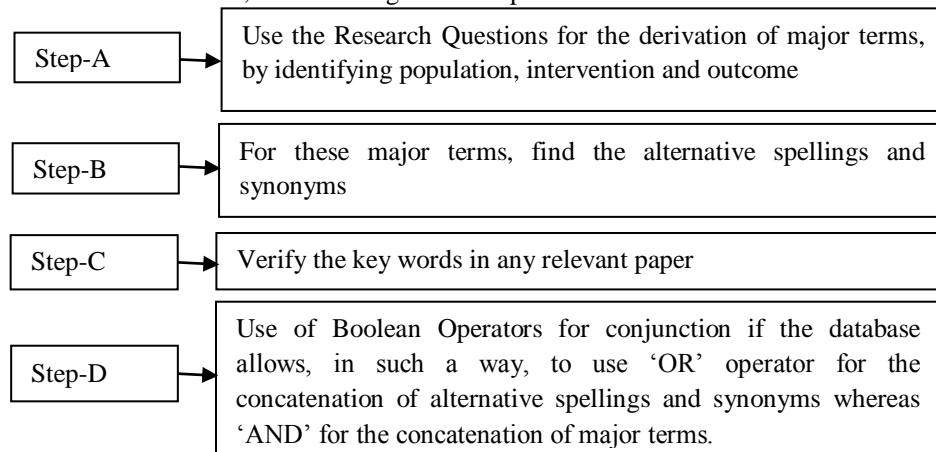 Step-A
Use the Research Questions for the derivation of major terms,
by identifying population, intervention and outcome
Step-B
For these major terms, find the alternative spellings and
synonyms
Step-C
Verify the key words in any relevant paper
Step-D
Use of Boolean Operators for conjunction if the database
allows, in such a way, to use ‘OR’ operator for the
concatenation of alternative spellings and synonyms whereas
‘AND’ for the concatenation of major terms.